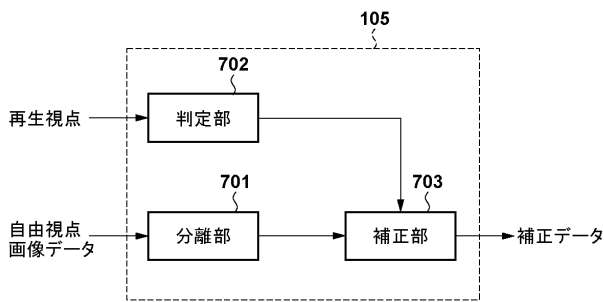 105
702
再生視点
判定部
701
703
自由視点
画像データ
分離部
補正部
補正データ